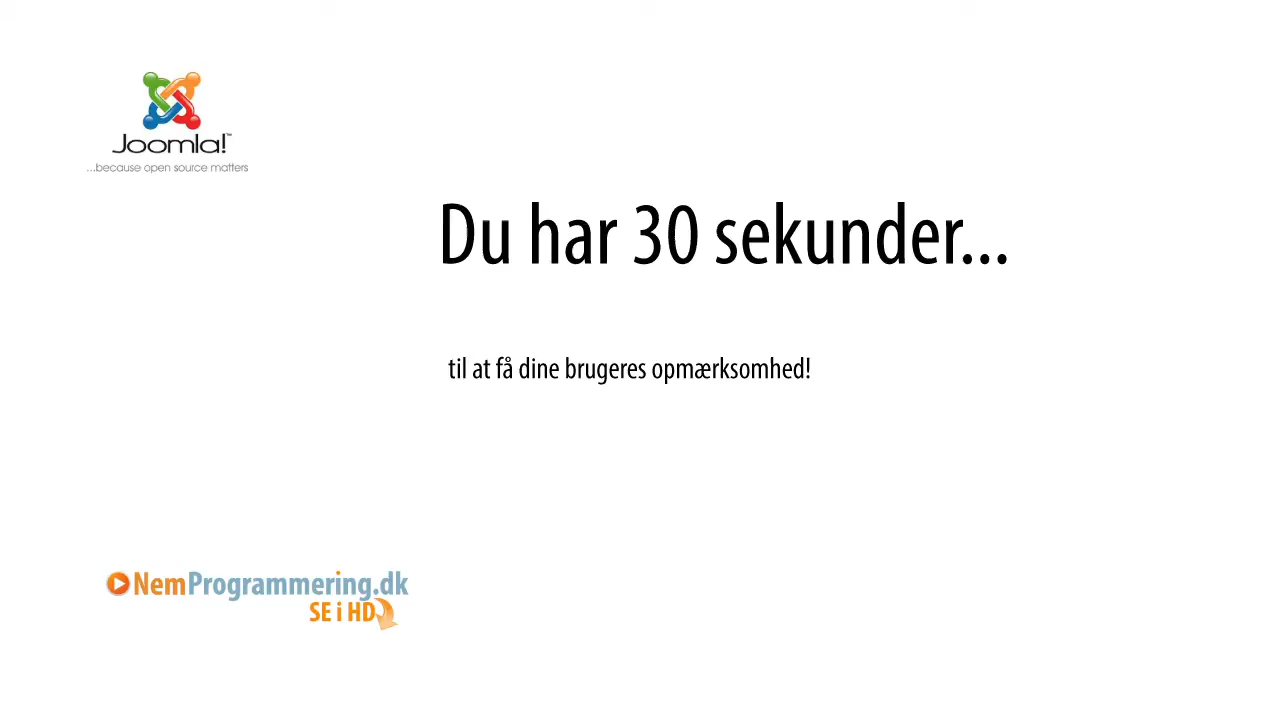 Joomla!™
...because open source matters
Du har 30 sekunder...
til at få dine brugeres opmærksomhed!
NemProgrammering.dk
SE i HD